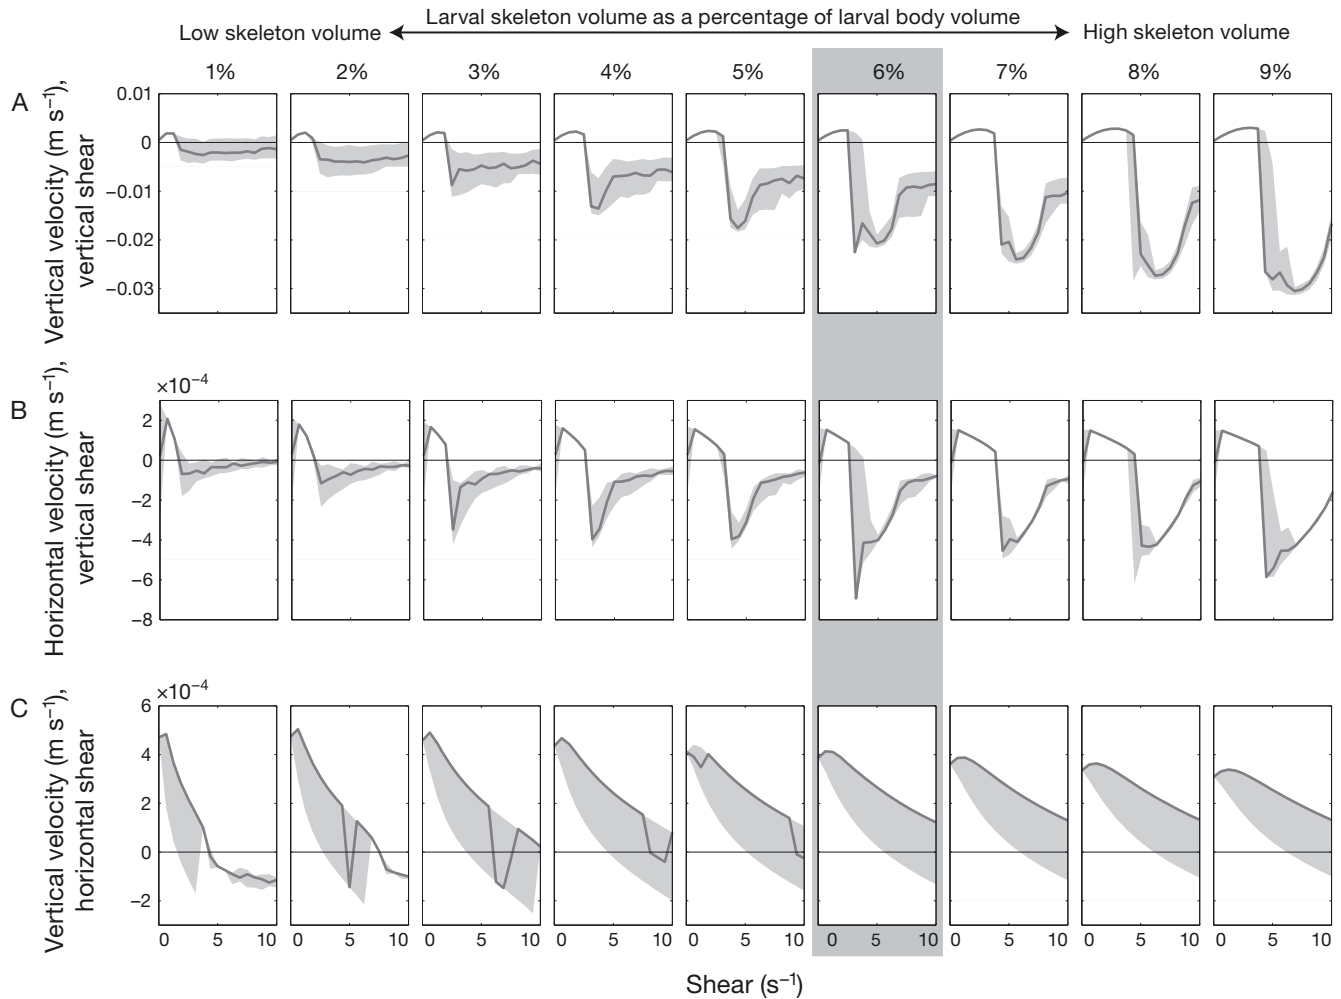 Larval skeleton volume as a percentage of larval body volume
Low skeleton volume High skeleton volume
1% 2% 3% 4% 5% 6% 7% 8% 9%
A
Vertical velocity (m s⁻¹),
vertical shear
0.01
0
−0.01
−0.02
−0.03
B
Horizontal velocity (m s⁻¹),
vertical shear
×10⁻⁴
2
0
−2
−4
−6
−8
C
Vertical velocity (m s⁻¹),
horizontal shear
×10⁻⁴
6
4
2
0
−2
0 5 10 0 5 10 0 5 10 0 5 10 0 5 10 0 5 10 0 5 10 0 5 10 0 5 10
Shear (s⁻¹)